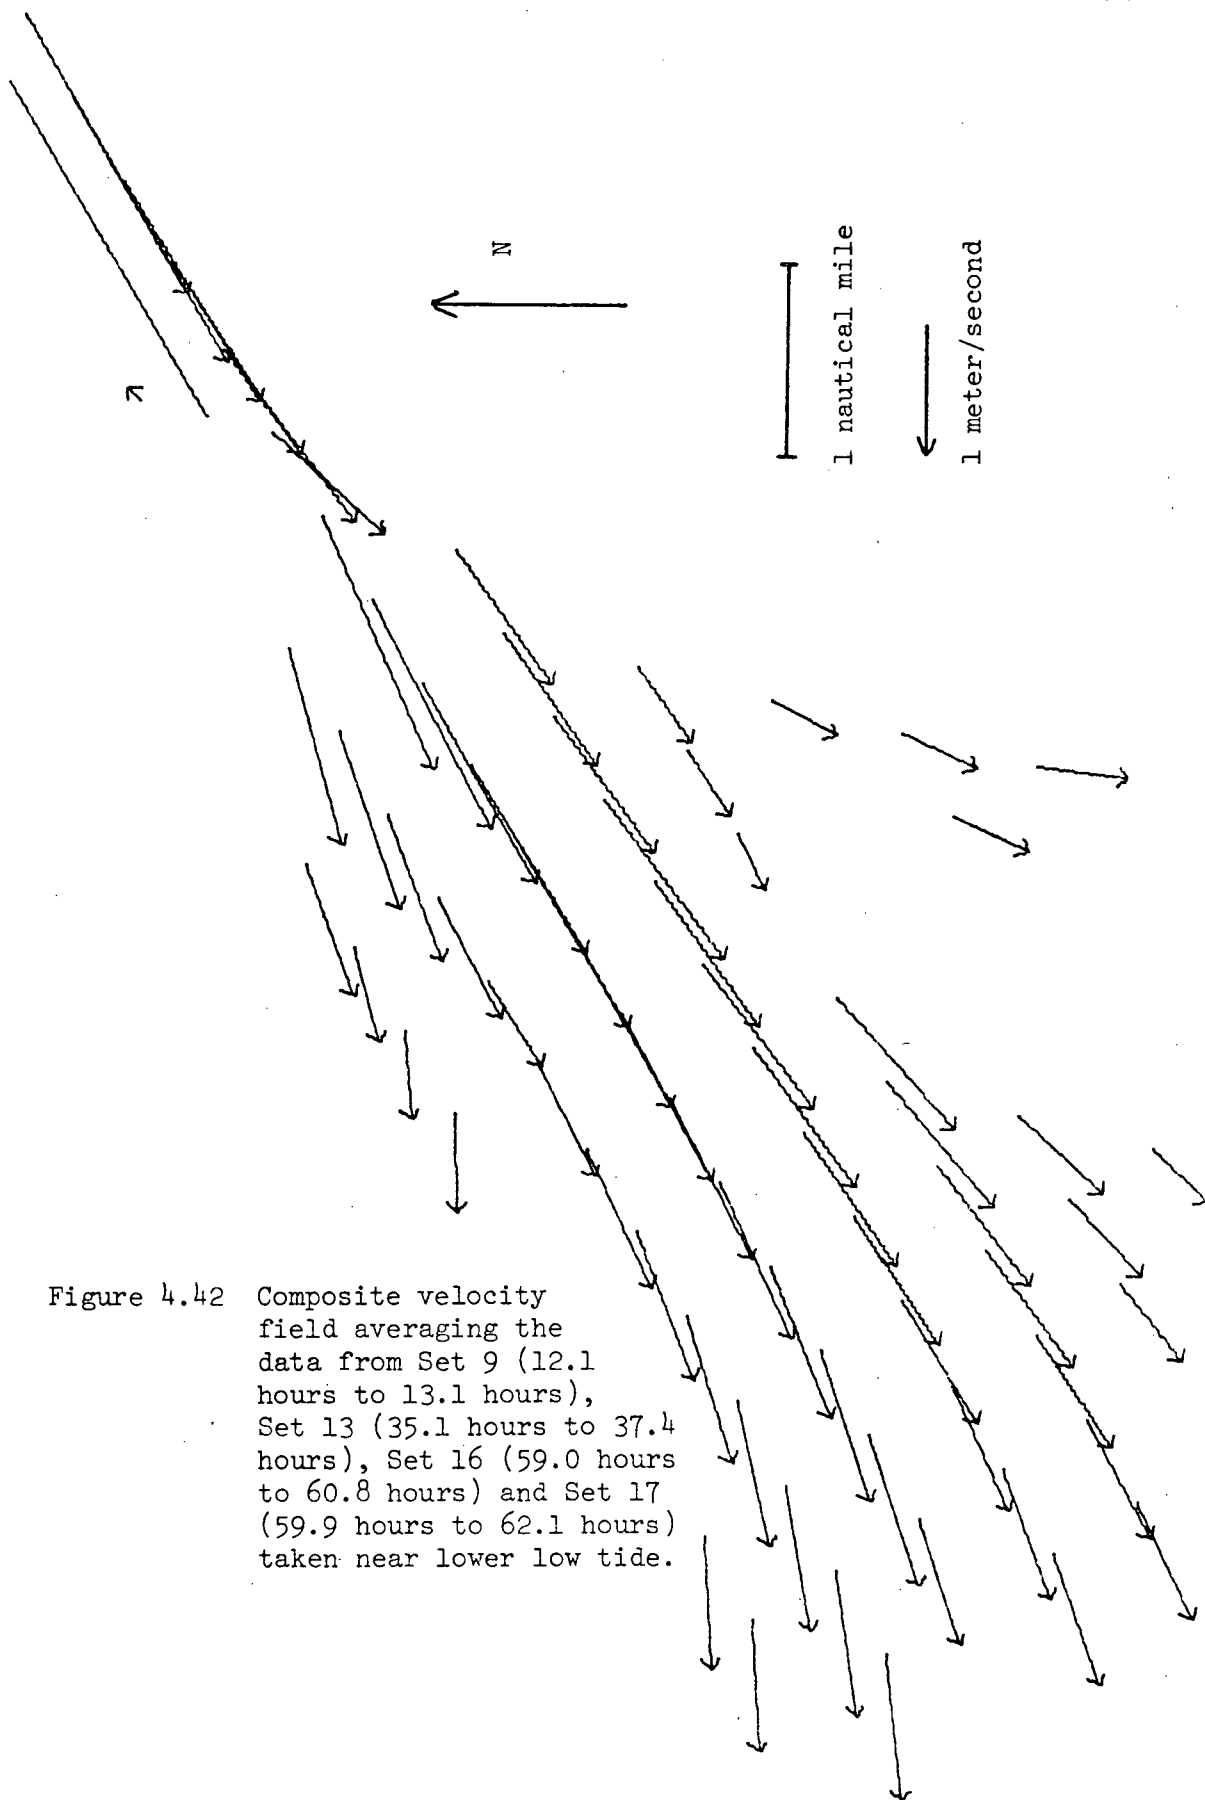 N
1 nautical mile
1 meter/second
Figure 4.42 Composite velocity
field averaging the
data from Set 9 (12.1
hours to 13.1 hours),
Set 13 (35.1 hours to 37.4
hours), Set 16 (59.0 hours
to 60.8 hours) and Set 17
(59.9 hours to 62.1 hours)
taken near lower low tide.